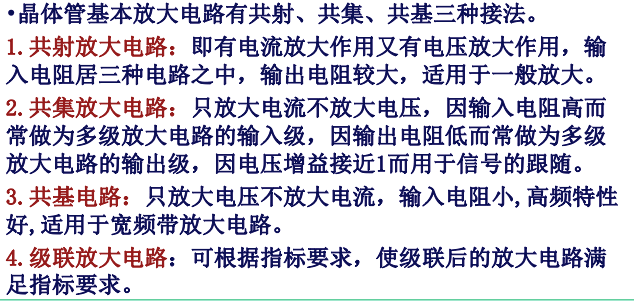 •晶体管基本放大电路有共射、共集、共基三种接法。
1.共射放大电路：即有电流放大作用又有电压放大作用，输
入电阻居三种电路之中，输出电阻较大，适用于一般放大。
2.共集放大电路：只放大电流不放大电压，因输入电阻高而
常做为多级放大电路的输入级，因输出电阻低而常做为多级
放大电路的输出级，因电压增益接近1而用于信号的跟随。
3.共基电路：只放大电压不放大电流，输入电阻小,高频特性
好,适用于宽频带放大电路。
4.级联放大电路：可根据指标要求，使级联后的放大电路满
足指标要求。